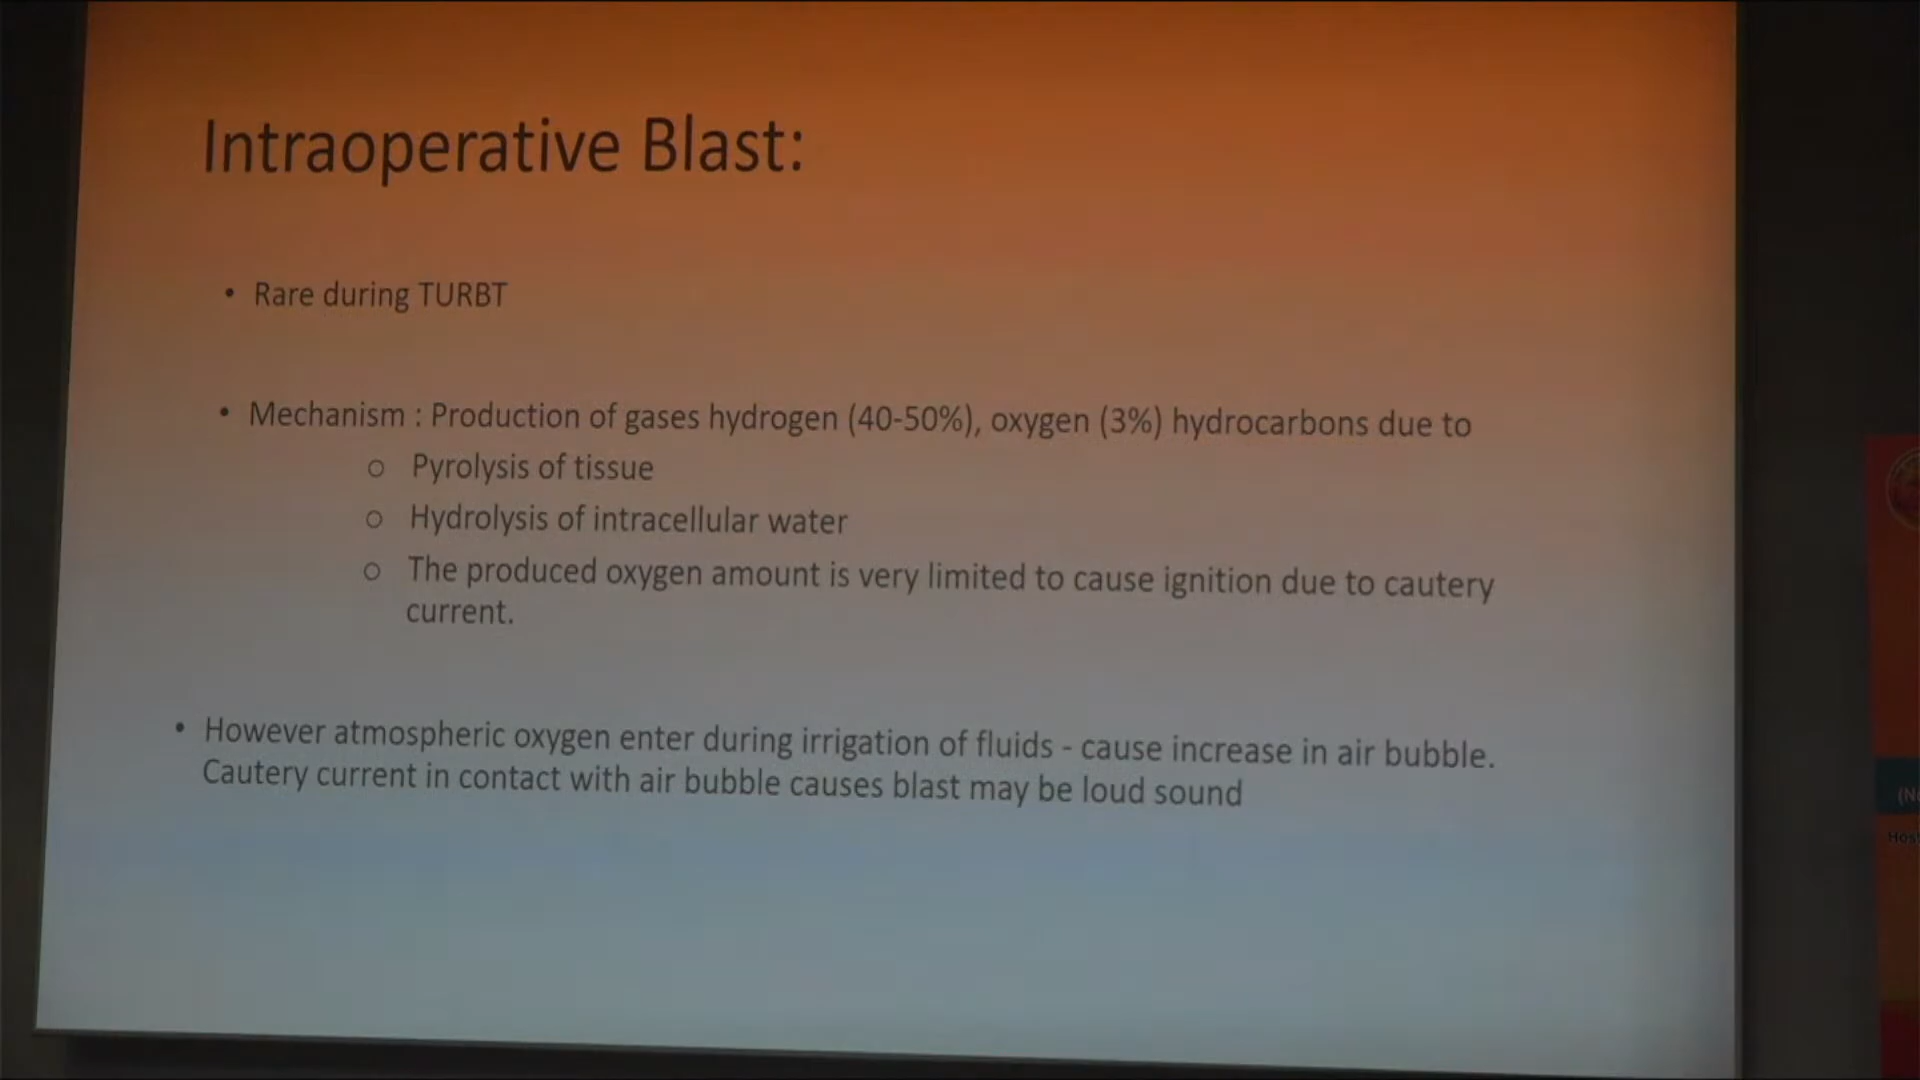 Intraoperative Blast:
• Rare during TURBT
• Mechanism : Production of gases hydrogen (40-50%), oxygen (3%) hydrocarbons due to
o Pyrolysis of tissue
o Hydrolysis of intracellular water
o The produced oxygen amount is very limited to cause ignition due to cautery
current.
• However atmospheric oxygen enter during irrigation of fluids - cause increase in air bubble.
Cautery current in contact with air bubble causes blast may be loud sound